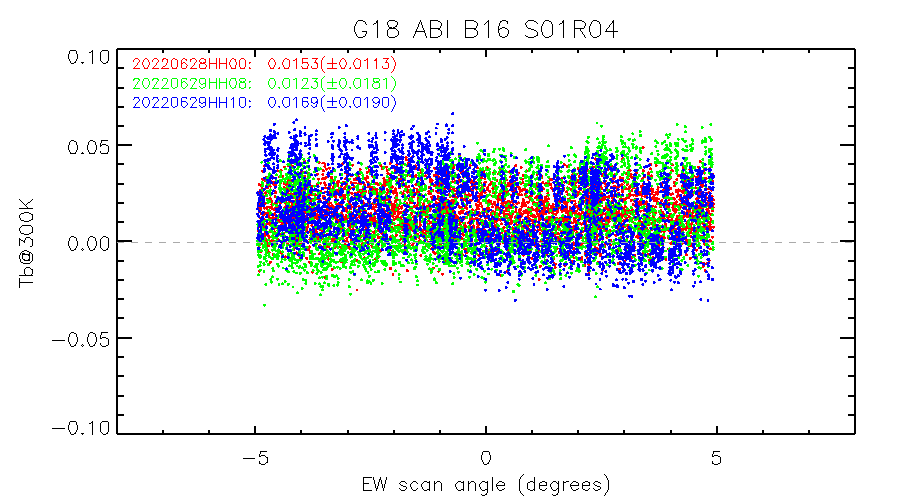 G18 ABI B16 S01R04
0.10
20220628HH00: 0.0153(±0.0113)
20220629HH08: 0.0123(±0.0181)
20220629HH10: 0.0169(±0.0190)
0.05
0.00
Tb@300K
−0.05
−0.10
−5 0 5
EW scan angle (degrees)